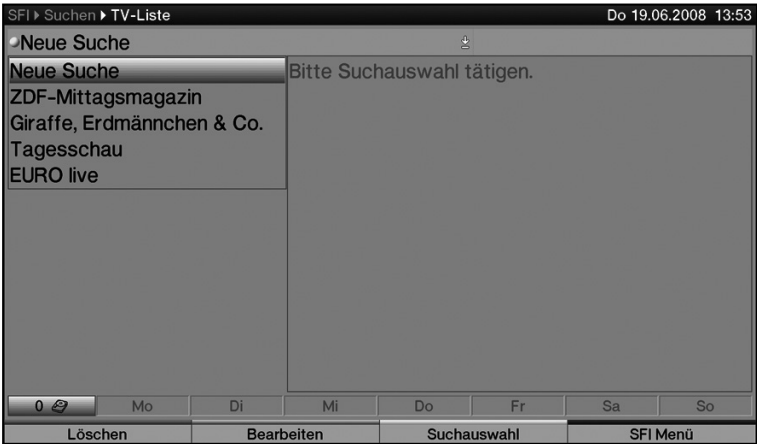 SFI Suchen TV-Liste Do 19.06.2008 13:53
Neue Suche
Neue Suche Bitte Suchauswahl tätigen.
ZDF-Mittagsmagazin
Giraffe, Erdmännchen & Co.
Tagesschau
EURO live
0 Mo Di Mi Do Fr Sa So
Löschen Bearbeiten Suchauswahl SFI Menü